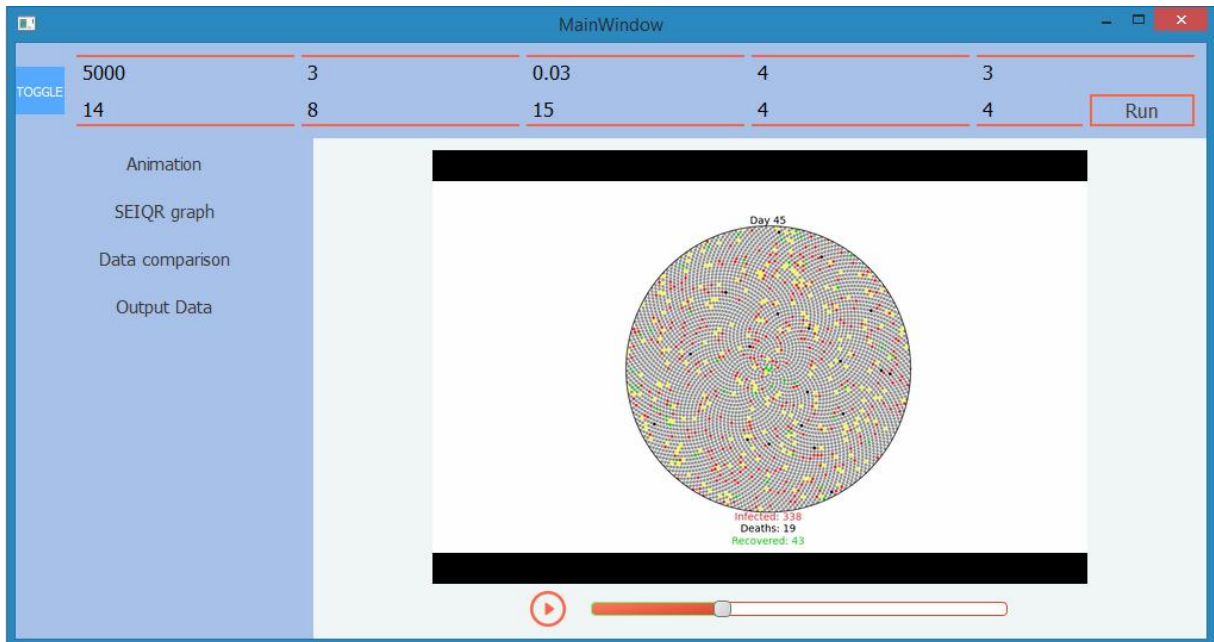 MainWindow
TOGGLE
5000 3 0.03 4 3
14 8 15 4 4 Run
Animation
SEIQR graph
Data comparison
Output Data
Day 45
Infected: 338
Deaths: 19
Recovered: 43